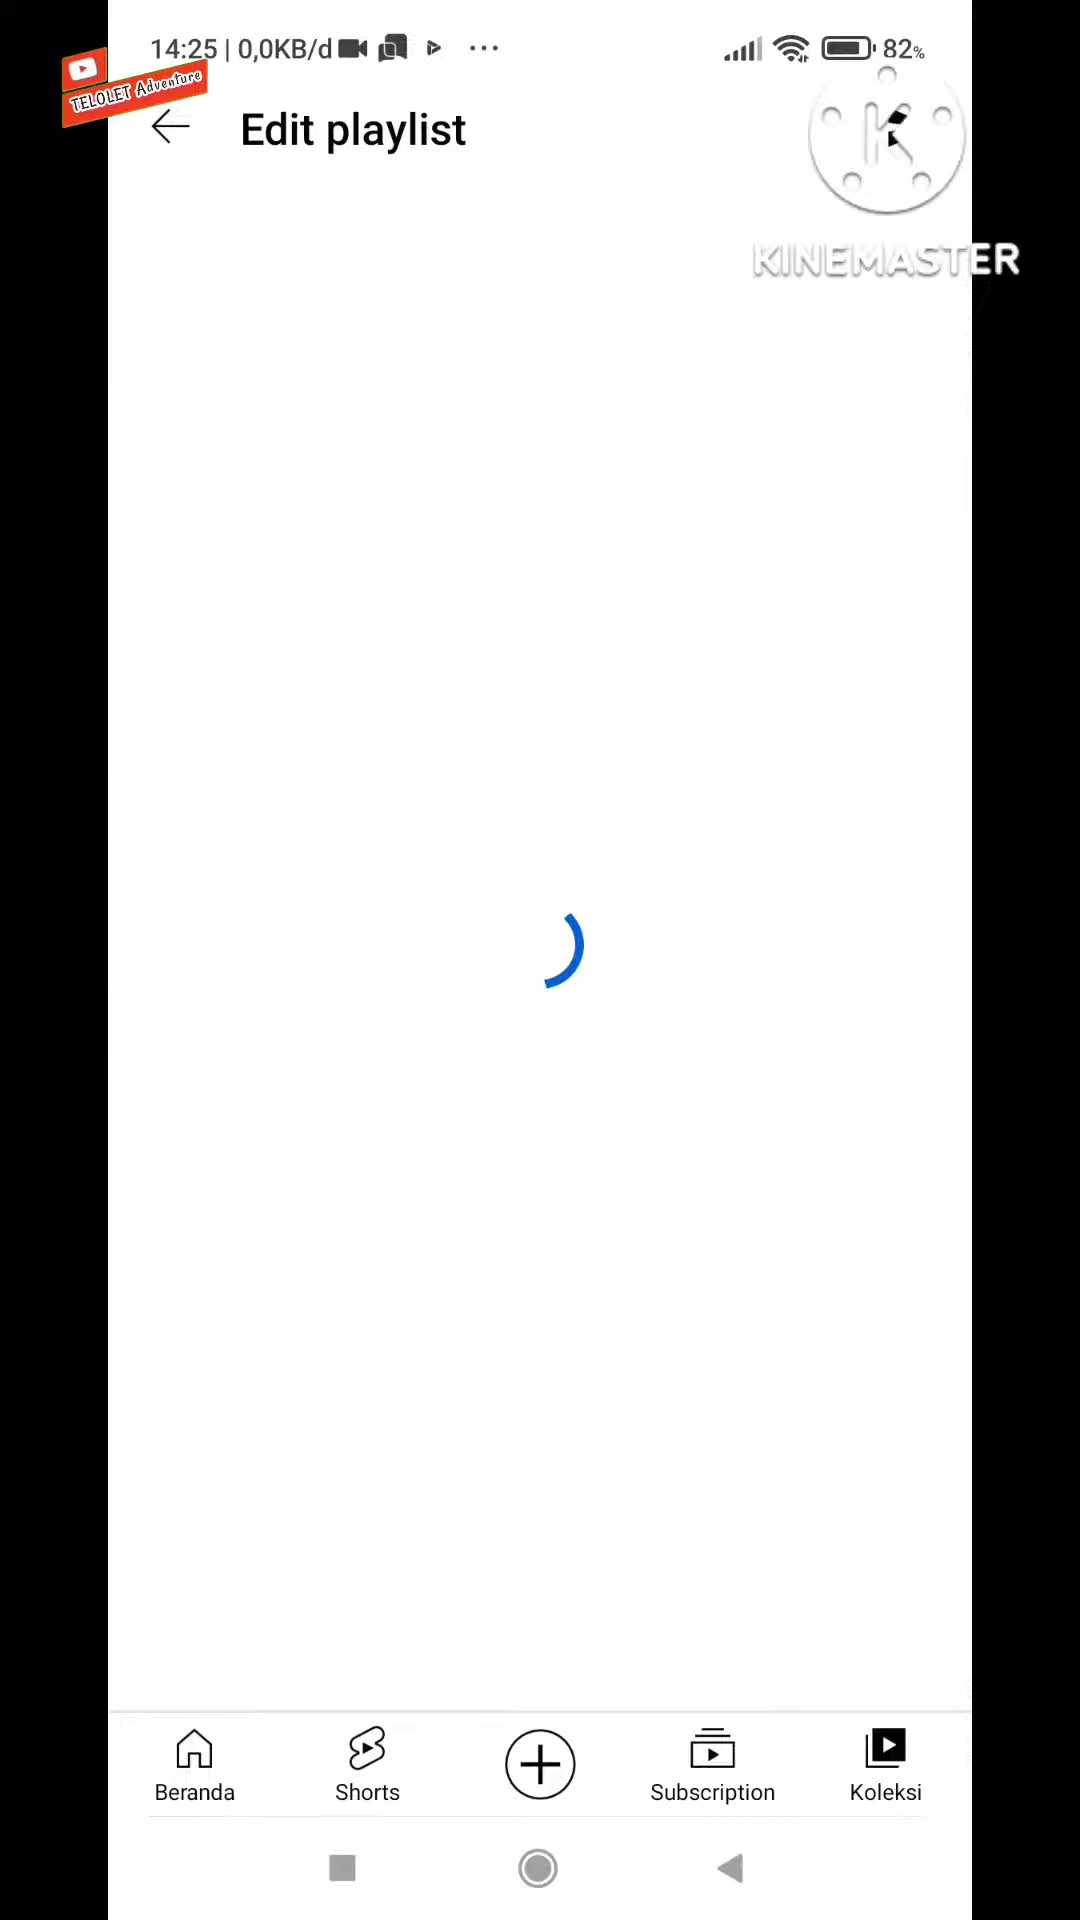 14:25 | 0,0KB/d 82%
TELOLET Adventure
Edit playlist
KINEMASTER
Beranda Shorts Subscription Koleksi